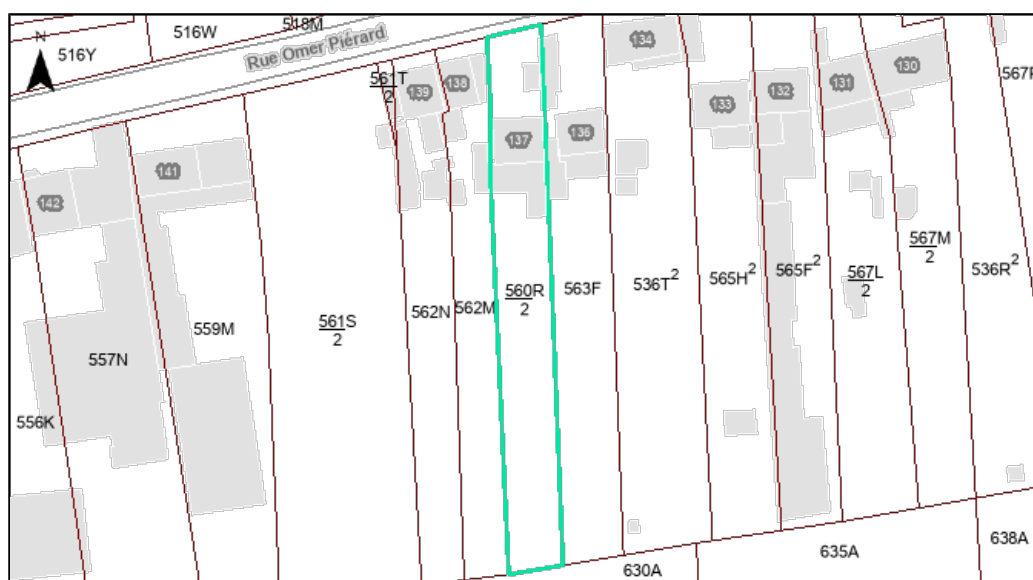 518M
516W
N
516Y
Rue Omer Piérard
134
130
561T
2
138
131
139
132
133
136
137
141
142
567M
2
560R
2
563F
536T²
565H²
565F²
567L
2
536R²
562N
562M
561S
2
559M
557N
556K
635A
638A
630A